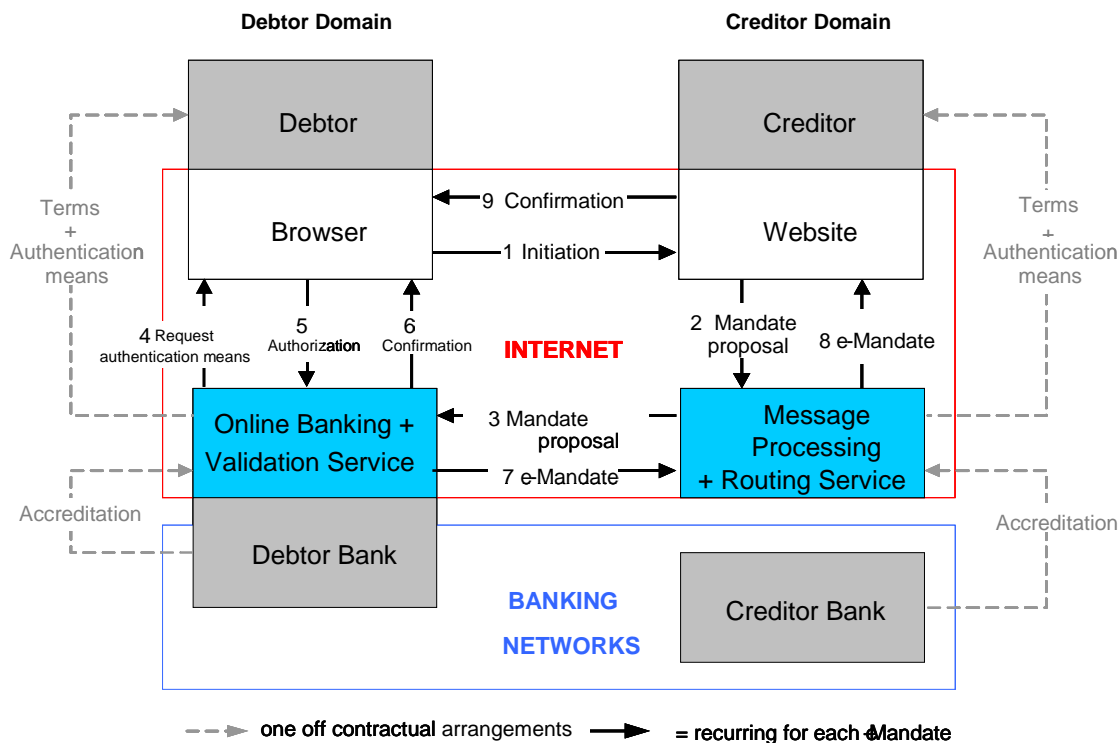 Debtor Domain
Creditor Domain
Debtor
Creditor
Terms
+
Authentication
means
Terms
+
Authentication
means
9 Confirmation
Browser
Website
1 Initiation
4 Request
authentication means
5
Authorization
6
Confirmation
INTERNET
2 Mandate
proposal
8 e-Mandate
Online Banking +
Validation Service
3 Mandate
proposal
7 e-Mandate
Message
Processing
+ Routing Service
Accreditation
Accreditation
Debtor Bank
BANKING
NETWORKS
Creditor Bank
one off contractual arrangements
= recurring for each e-Mandate